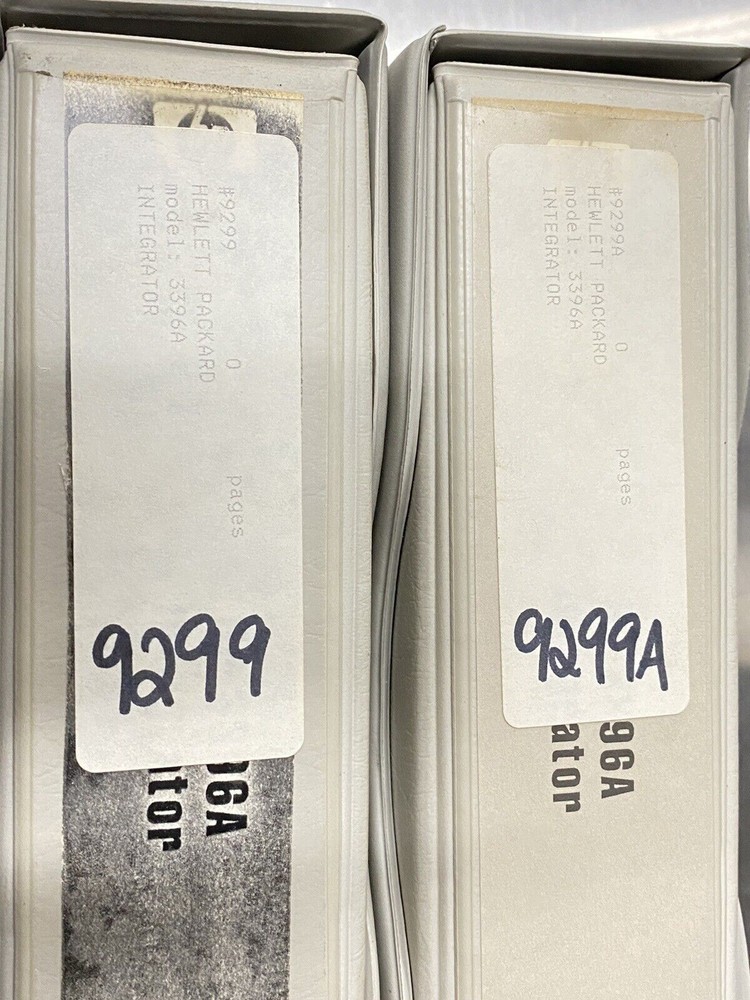 #9299 0 pages
HEWLETT PACKARD
model: 3396A
INTEGRATOR
9299
96A
ator
#9299A 0 pages
HEWLETT PACKARD
model: 3396A
INTEGRATOR
9299A
96A
ator